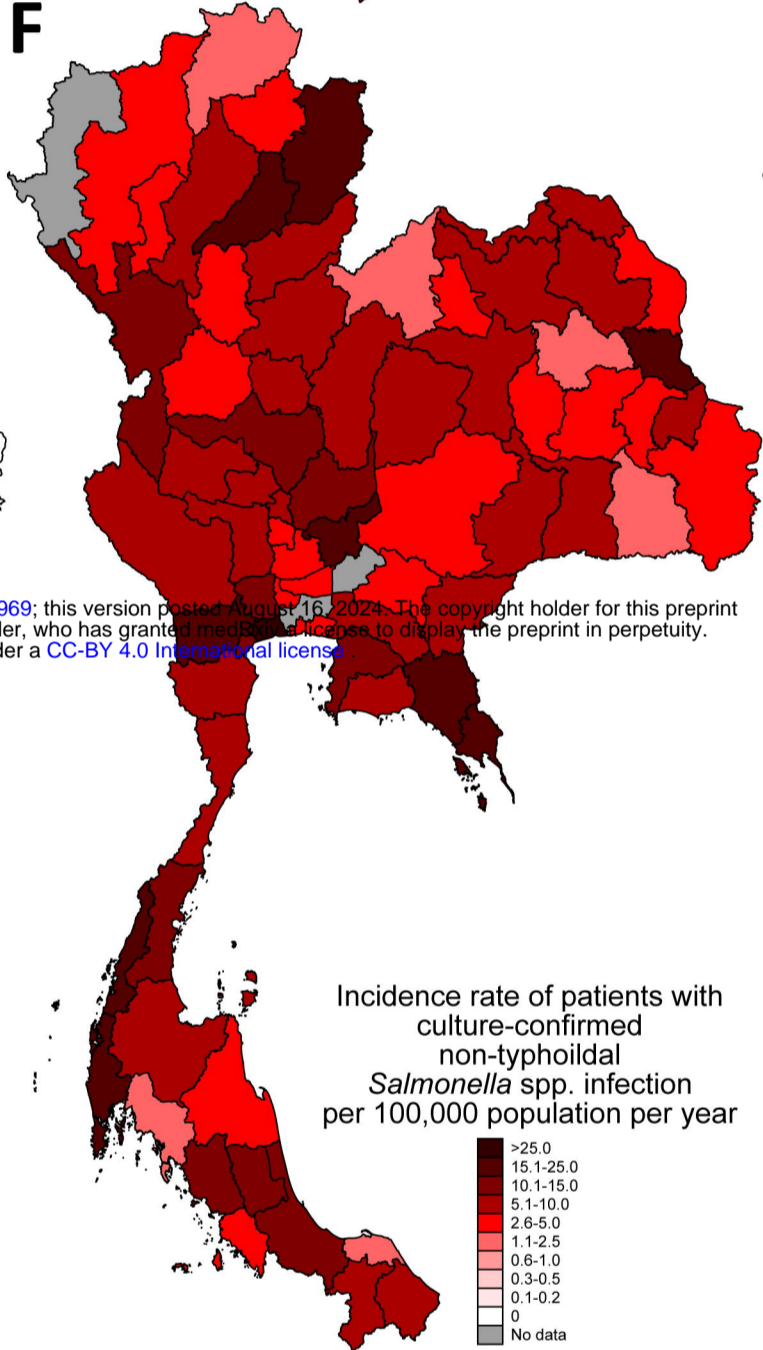 F
969; this version posted August 16, 2024. The copyright holder for this preprint
der, who has granted medRxiv a license to display the preprint in perpetuity.
der a CC-BY 4.0 International license .
Incidence rate of patients with
culture-confirmed
non-typhoildal
Salmonella spp. infection
per 100,000 population per year
>25.0
15.1-25.0
10.1-15.0
5.1-10.0
2.6-5.0
1.1-2.5
0.6-1.0
0.3-0.5
0.1-0.2
0
No data